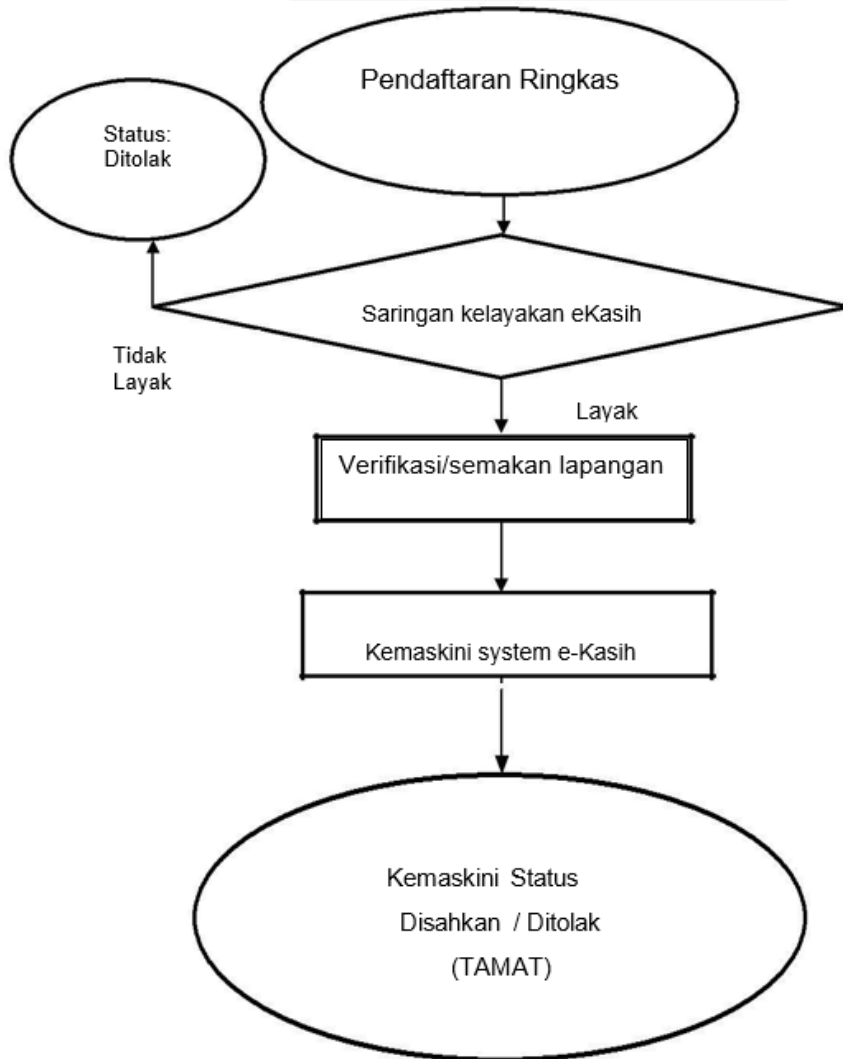 Pendaftaran Ringkas
Status:
Ditolak
Saringan kelayakan eKasih
Tidak
Layak
Layak
Verifikasi/semakan lapangan
Kemaskini system e-Kasih
Kemaskini Status
Disahkan / Ditolak
(TAMAT)